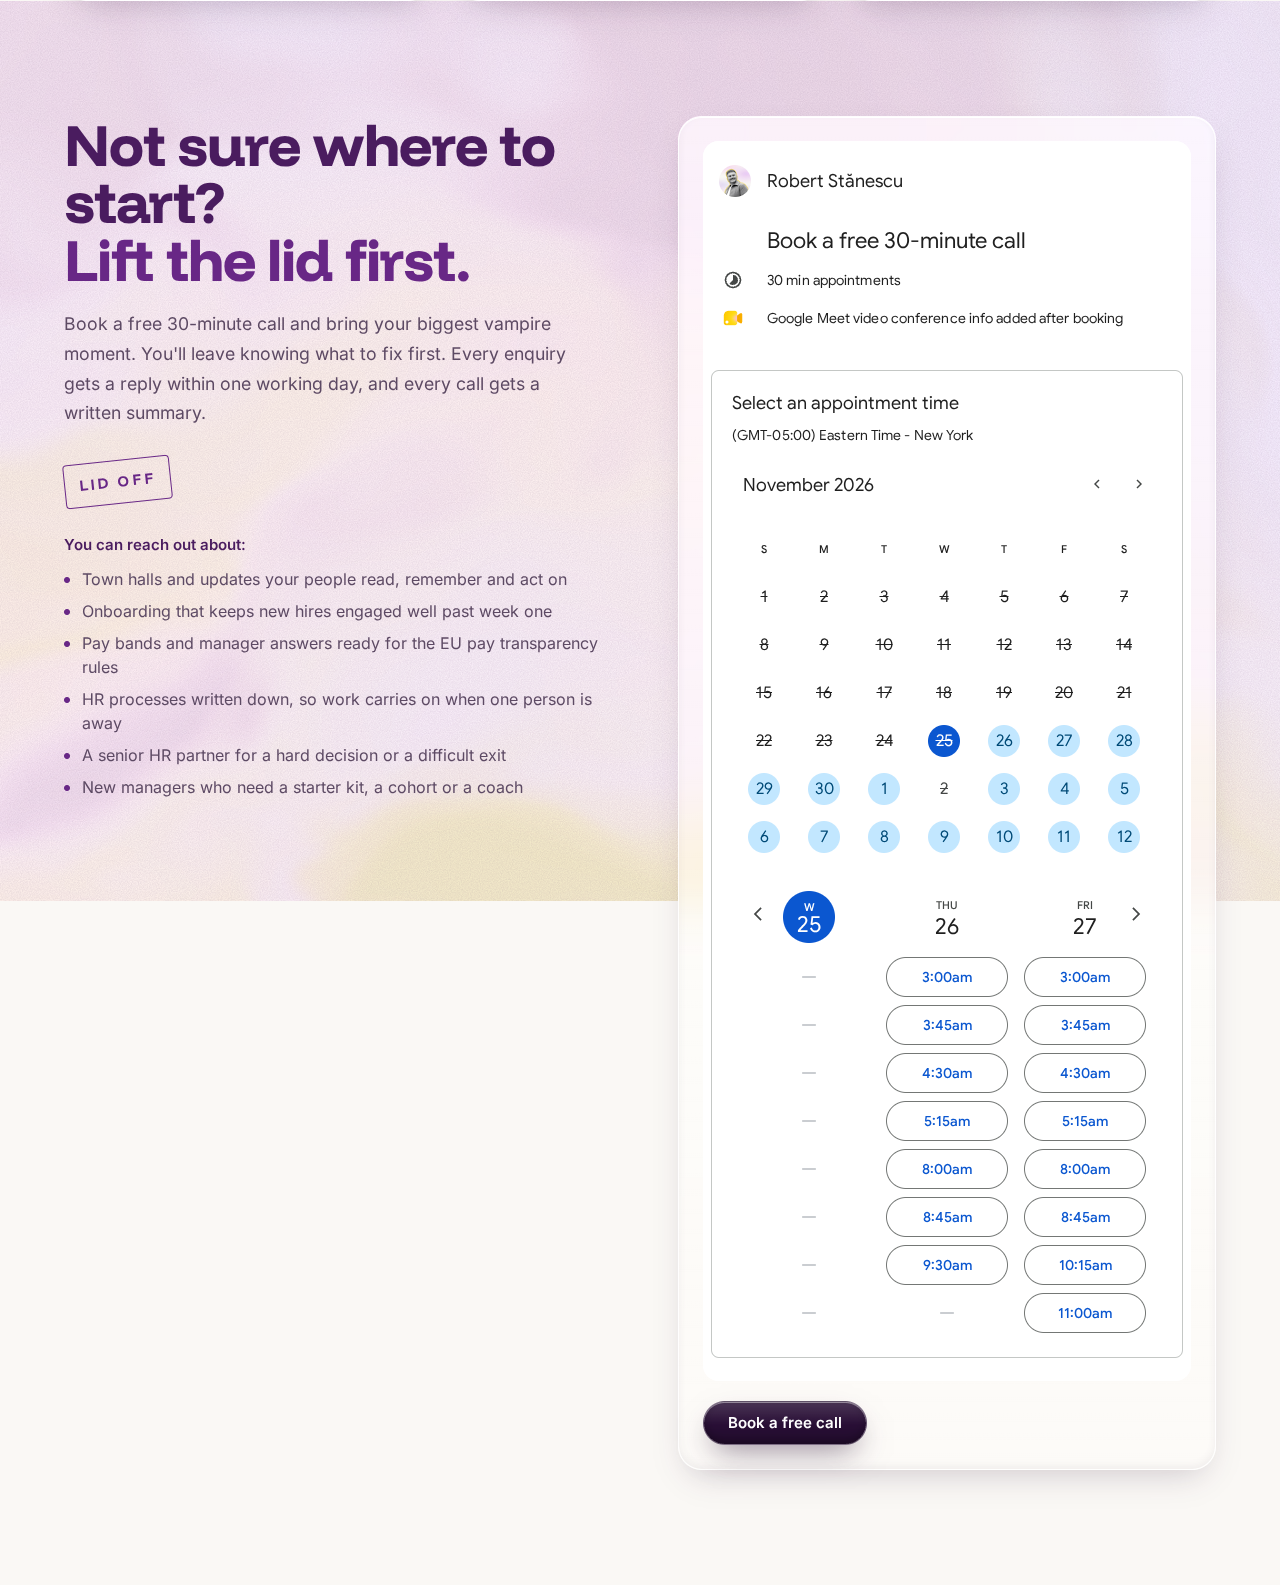 Not sure where to
start?
Lift the lid first.
Book a free 30-minute call and bring your biggest vampire
moment. You'll leave knowing what to fix first. Every enquiry
gets a reply within one working day, and every call gets a
written summary.
LID OFF
You can reach out about:
Town halls and updates your people read, remember and act on
Onboarding that keeps new hires engaged well past week one
Pay bands and manager answers ready for the EU pay transparency
rules
HR processes written down, so work carries on when one person is
away
A senior HR partner for a hard decision or a difficult exit
New managers who need a starter kit, a cohort or a coach
Robert Stănescu
Book a free 30-minute call
30 min appointments
Google Meet video conference info added after booking
Select an appointment time
(GMT-05:00) Eastern Time - New York
November 2026
S M T W T F S
1 2 3 4 5 6 7
8 9 10 11 12 13 14
15 16 17 18 19 20 21
22 23 24 25 26 27 28
29 30 1 2 3 4 5
6 7 8 9 10 11 12
W THU FRI
25 26 27
— 3:00am 3:00am
— 3:45am 3:45am
— 4:30am 4:30am
— 5:15am 5:15am
— 8:00am 8:00am
— 8:45am 8:45am
— 9:30am 10:15am
— — 11:00am
Book a free call